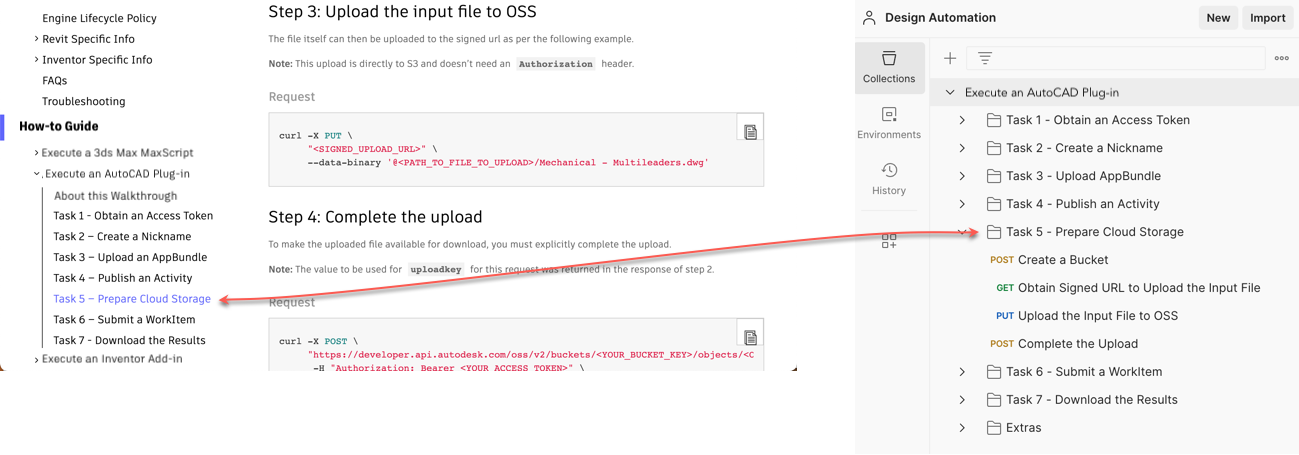 Engine Lifecycle Policy
Revit Specific Info
Inventor Specific Info
FAQs
Troubleshooting
How-to Guide
Execute a 3ds Max MaxScript
Execute an AutoCAD Plug-in
About this Walkthrough
Task 1 - Obtain an Access Token
Task 2 – Create a Nickname
Task 3 – Upload an AppBundle
Task 4 – Publish an Activity
Task 5 – Prepare Cloud Storage
Task 6 – Submit a WorkItem
Task 7 - Download the Results
Execute an Inventor Add-in
Step 3: Upload the input file to OSS
The file itself can then be uploaded to the signed url as per the following example.
Note: This upload is directly to S3 and doesn't need an Authorization header.
Request
curl -X PUT \
"<SIGNED_UPLOAD_URL>" \
--data-binary '@<PATH_TO_FILE_TO_UPLOAD>/Mechanical - Multileaders.dwg'
Step 4: Complete the upload
To make the uploaded file available for download, you must explicitly complete the upload.
Note: The value to be used for uploadkey for this request was returned in the response of step 2.
Request
curl -X POST \
"https://developer.api.autodesk.com/oss/v2/buckets/<YOUR_BUCKET_KEY>/objects/<O
-H "Authorization: Bearer <YOUR ACCESS TOKEN>" \
Design Automation
New
Import
Collections
Environments
History
Execute an AutoCAD Plug-in
Task 1 - Obtain an Access Token
Task 2 - Create a Nickname
Task 3 - Upload AppBundle
Task 4 - Publish an Activity
Task 5 - Prepare Cloud Storage
POST Create a Bucket
GET Obtain Signed URL to Upload the Input File
PUT Upload the Input File to OSS
POST Complete the Upload
Task 6 - Submit a WorkItem
Task 7 - Download the Results
Extras